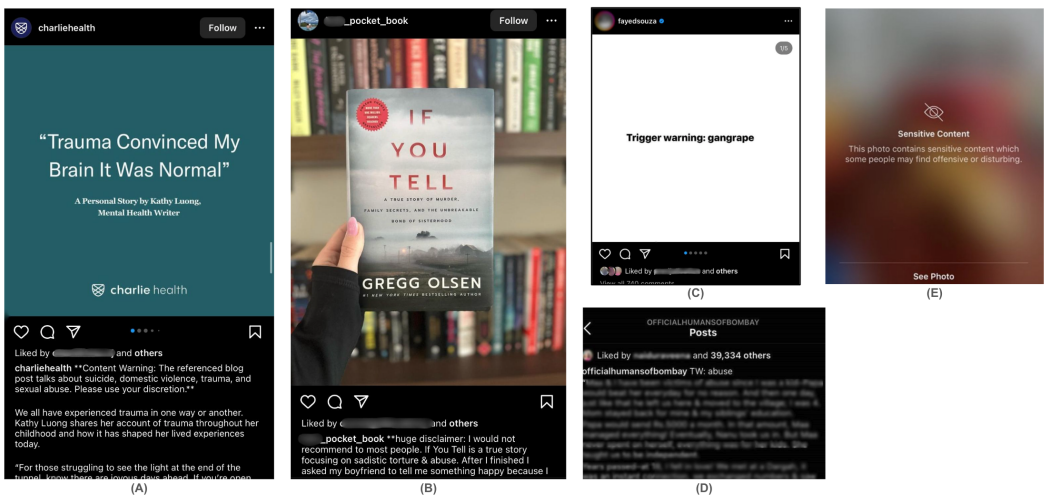 charliehealth
Follow
“Trauma Convinced My
Brain It Was Normal”
A Personal Story by Kathy Luong,
Mental Health Writer
charlie health
Liked by and others
charliehealth **Content Warning: The referenced blog
post talks about suicide, domestic violence, trauma, and
sexual abuse. Please use your discretion.**
We all have experienced trauma in one way or another.
Kathy Luong shares her account of trauma throughout her
childhood and how it has shaped her lived experiences
today.
“For those struggling to see the light at the end of the
tunnel, know there are joyous days ahead. If you're open
(A)
_pocket_book
Follow
IF
YOU
TELL
A TRUE STORY OF MURDER,
FAMILY SECRETS, AND THE UNBREAKABLE
BOND OF SISTERHOOD
GREGG OLSEN
#1 NEW YORK TIMES BESTSELLING AUTHOR
Liked by and others
_pocket_book **huge disclaimer: I would not
recommend to most people. If You Tell is a true story
focusing on sadistic torture & abuse. After I finished I
asked my boyfriend to tell me something happy because I
(B)
fayedsouza
1/5
Trigger warning: gangrape
Liked by and others
View all 740 comments
(C)
OFFICIALHUMANSOFBOMBAY
Posts
Liked by and 39,334 others
officialhumansofbombay TW: abuse
(D)
Sensitive Content
This photo contains sensitive content which
some people may find offensive or disturbing.
See Photo
(E)